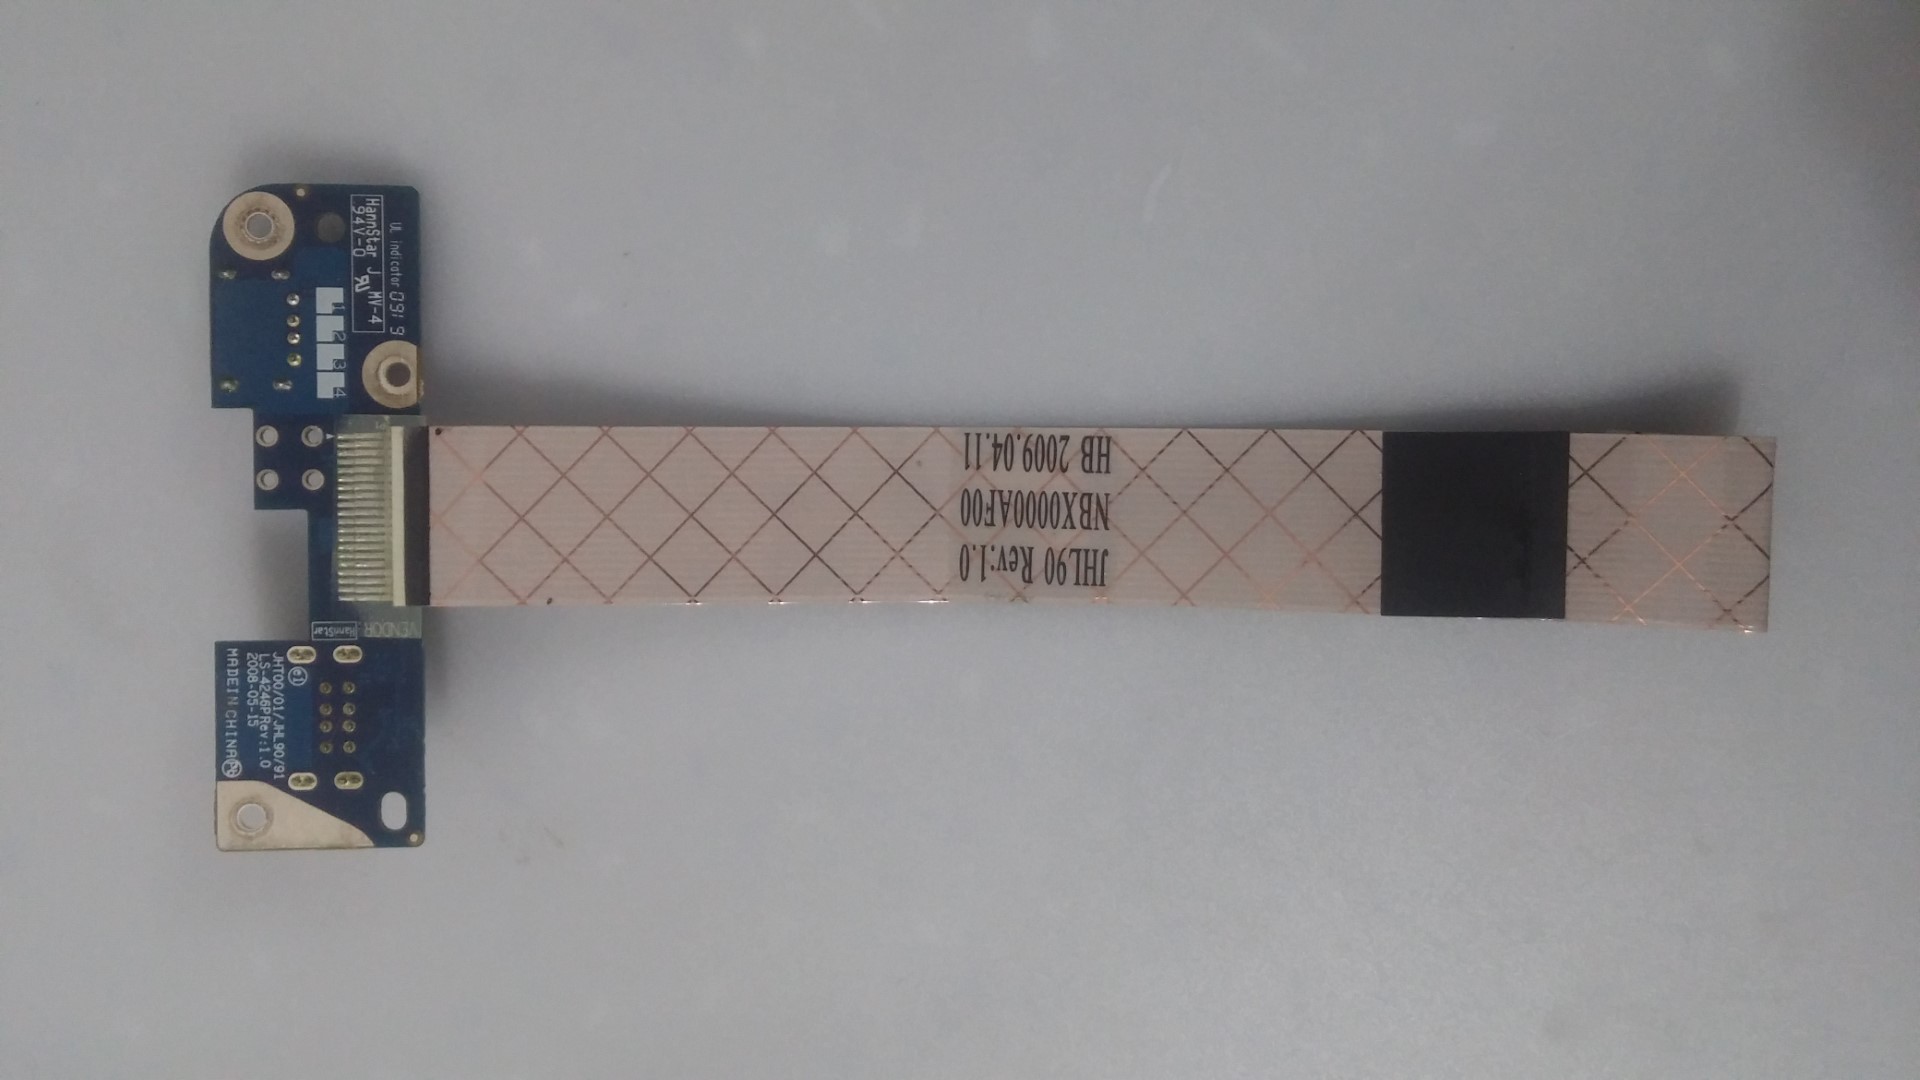 UL indicator 0919
HannStar J MV-4
94V-0
1 2 3 4
HannStar
VENDOR:
JHT00/01/JHL90/91
LS-4246P Rev:1.0
2008-05-15
MADE IN CHINA
JHL90 Rev:1.0
NBX0000AF00
HB 2009.04.11